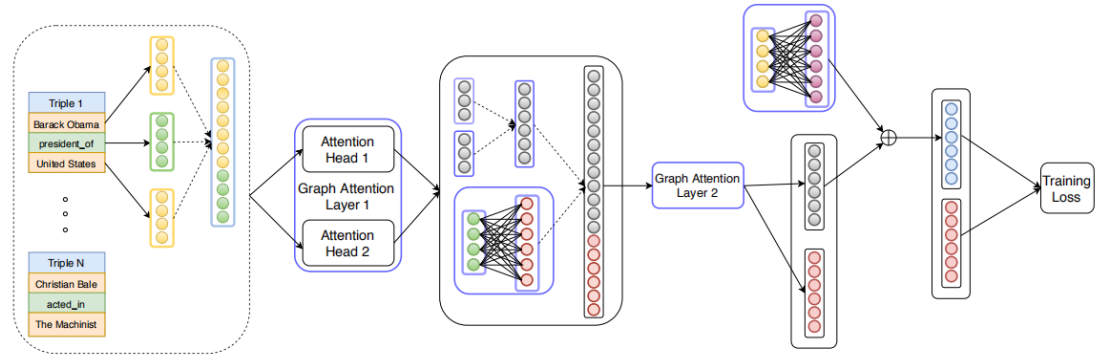 Triple 1
Barack Obama
president_of
United States
Triple N
Christian Bale
acted_in
The Machinist
Attention
Head 1
Graph Attention
Layer 1
Attention
Head 2
Graph Attention
Layer 2
Training
Loss